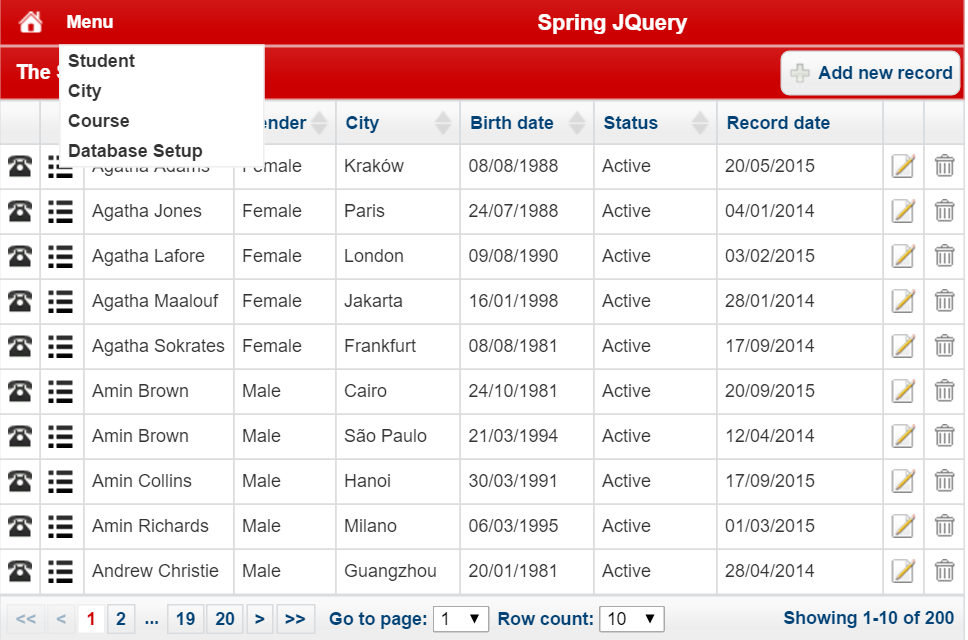 Menu Spring JQuery
Student
The Add new record
City
Course
City Birth date Status Record date
Database Setup
Agatha Adams Female Kraków 08/08/1988 Active 20/05/2015
Agatha Jones Female Paris 24/07/1988 Active 04/01/2014
Agatha Lafore Female London 09/08/1990 Active 03/02/2015
Agatha Maalouf Female Jakarta 16/01/1998 Active 28/01/2014
Agatha Sokrates Female Frankfurt 08/08/1981 Active 17/09/2014
Amin Brown Male Cairo 24/10/1981 Active 20/09/2015
Amin Brown Male São Paulo 21/03/1994 Active 12/04/2014
Amin Collins Male Hanoi 30/03/1991 Active 17/09/2015
Amin Richards Male Milano 06/03/1995 Active 01/03/2015
Andrew Christie Male Guangzhou 20/01/1981 Active 28/04/2014
<< < 1 2 ... 19 20 > >> Go to page: 1 Row count: 10 Showing 1-10 of 200